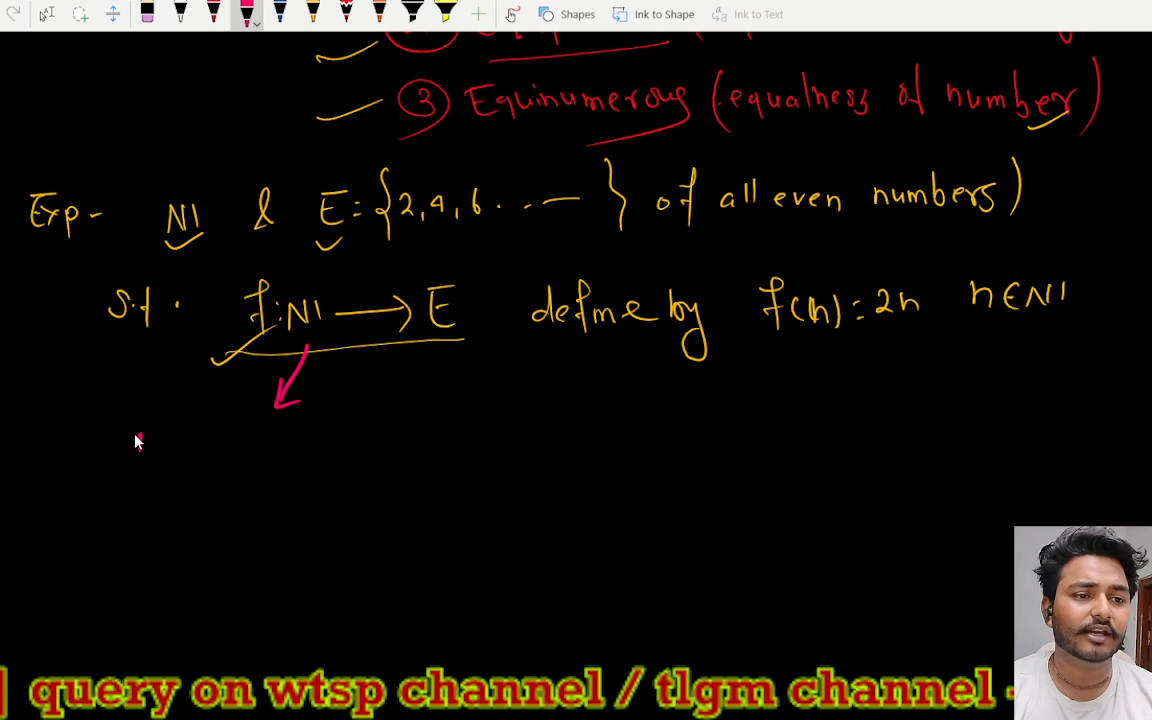 Shapes Ink to Shape Ink to Text
③ Equinumerous (equalness of number)
Exp- N & E = {2, 4, 6 . . . — } of all even numbers)
S.t. f: N → E define by f(n) = 2n n ∈ N
query on wtsp channel / tlgm channel -